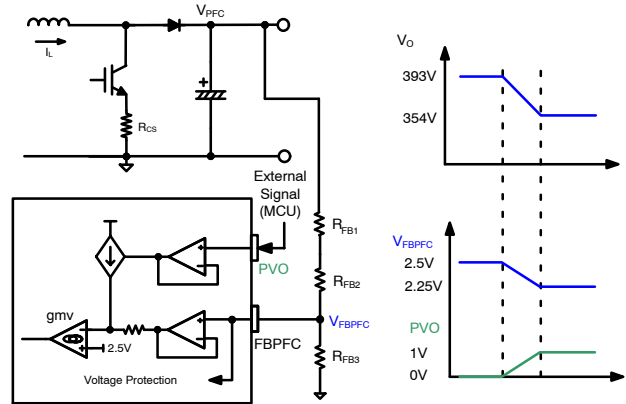 V_PFC
I_L
+
R_CS
External
Signal
(MCU)
PVO
R_FB1
R_FB2
V_FBPFC
R_FB3
FBPFC
gmv
2.5V
+
-
+
-
+
-
Voltage Protection
V_O
393V
354V
V_FBPFC
2.5V
2.25V
PVO
1V
0V